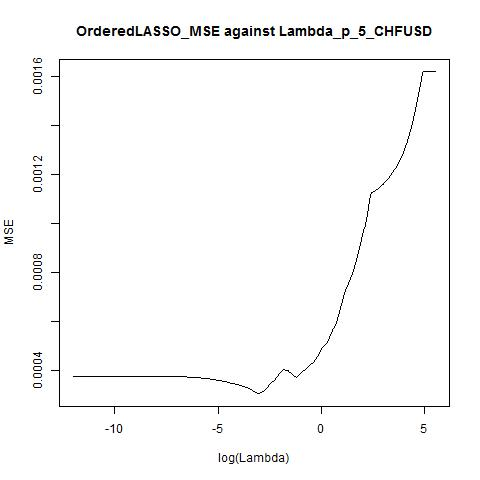 OrderedLASSO_MSE against Lambda_p_5_CHFUSD
MSE
0.0016
0.0012
0.0008
0.0004
-10
-5
0
5
log(Lambda)